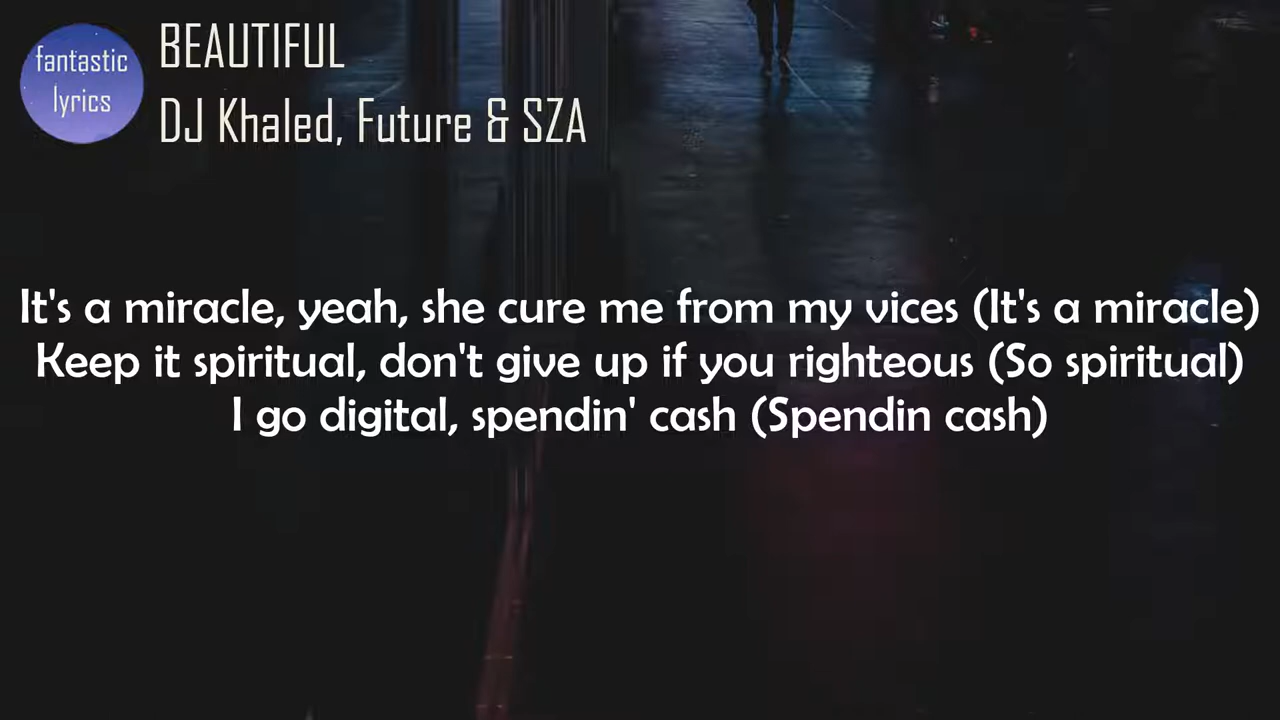 fantastic
lyrics
BEAUTIFUL
DJ Khaled, Future & SZA
It's a miracle, yeah, she cure me from my vices (It's a miracle)
Keep it spiritual, don't give up if you righteous (So spiritual)
I go digital, spendin' cash (Spendin cash)